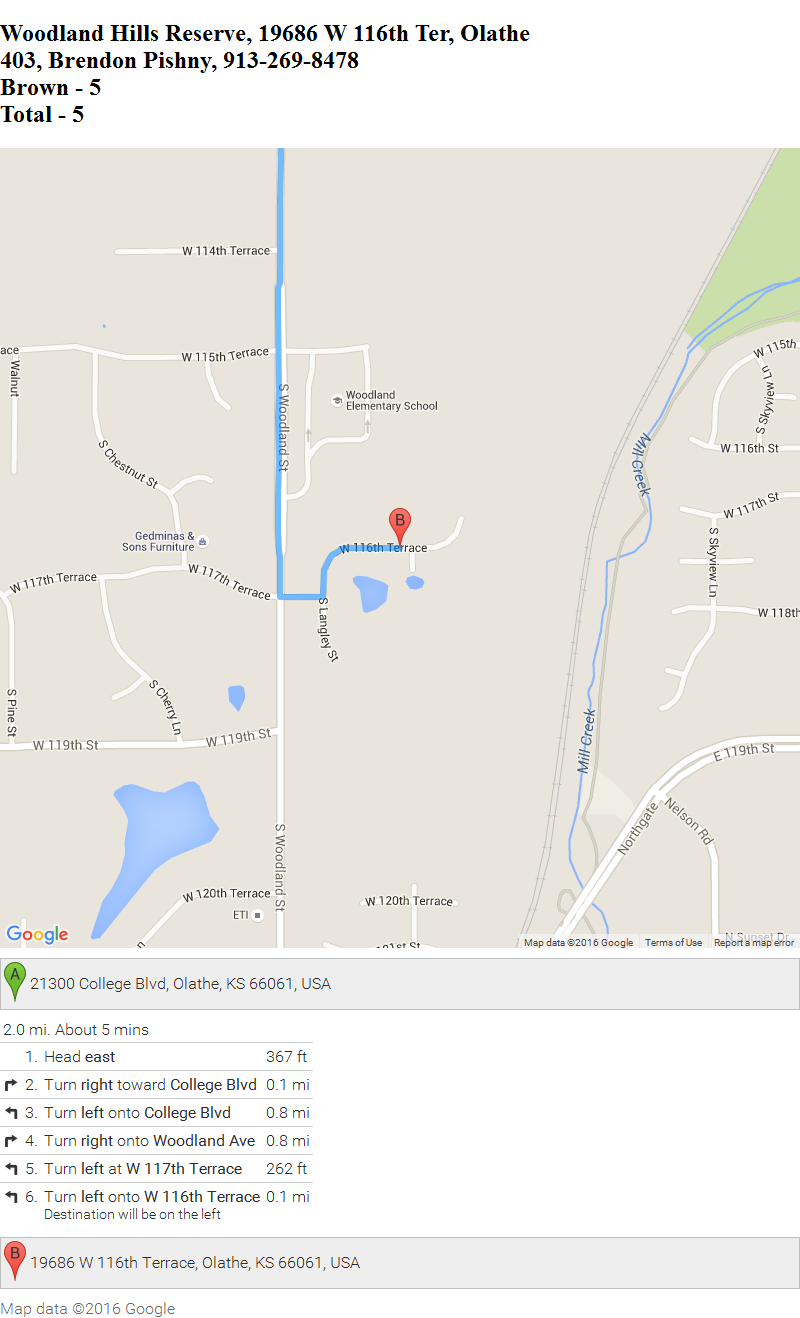 Woodland Hills Reserve, 19686 W 116th Ter, Olathe
403, Brendon Pishny, 913-269-8478
Brown - 5
Total - 5
W 114th Terrace
ace
W 115th Terrace
Walnut
S Woodland St
Woodland
Elementary School
W 115th
S Skyview Ln
W 116th St
S Chestnut St
Mill Creek
W 117th St
Gedminas &
Sons Furniture
B
W 116th Terrace
S Skyview Ln
W 117th Terrace
W 117th Terrace
S Langley St
W 118th
S Pine St
S Cherry Ln
W 119th St
W 119th St
Mill Creek
E 119th St
Northgate
Nelson Rd
S Woodland St
W 120th Terrace
ETI
W 120th Terrace
N Sunset Dr
Google
Map data ©2016 Google
Terms of Use
Report a map error
A 21300 College Blvd, Olathe, KS 66061, USA
2.0 mi. About 5 mins
1. Head east 367 ft
2. Turn right toward College Blvd 0.1 mi
3. Turn left onto College Blvd 0.8 mi
4. Turn right onto Woodland Ave 0.8 mi
5. Turn left at W 117th Terrace 262 ft
6. Turn left onto W 116th Terrace 0.1 mi
Destination will be on the left
B 19686 W 116th Terrace, Olathe, KS 66061, USA
Map data ©2016 Google